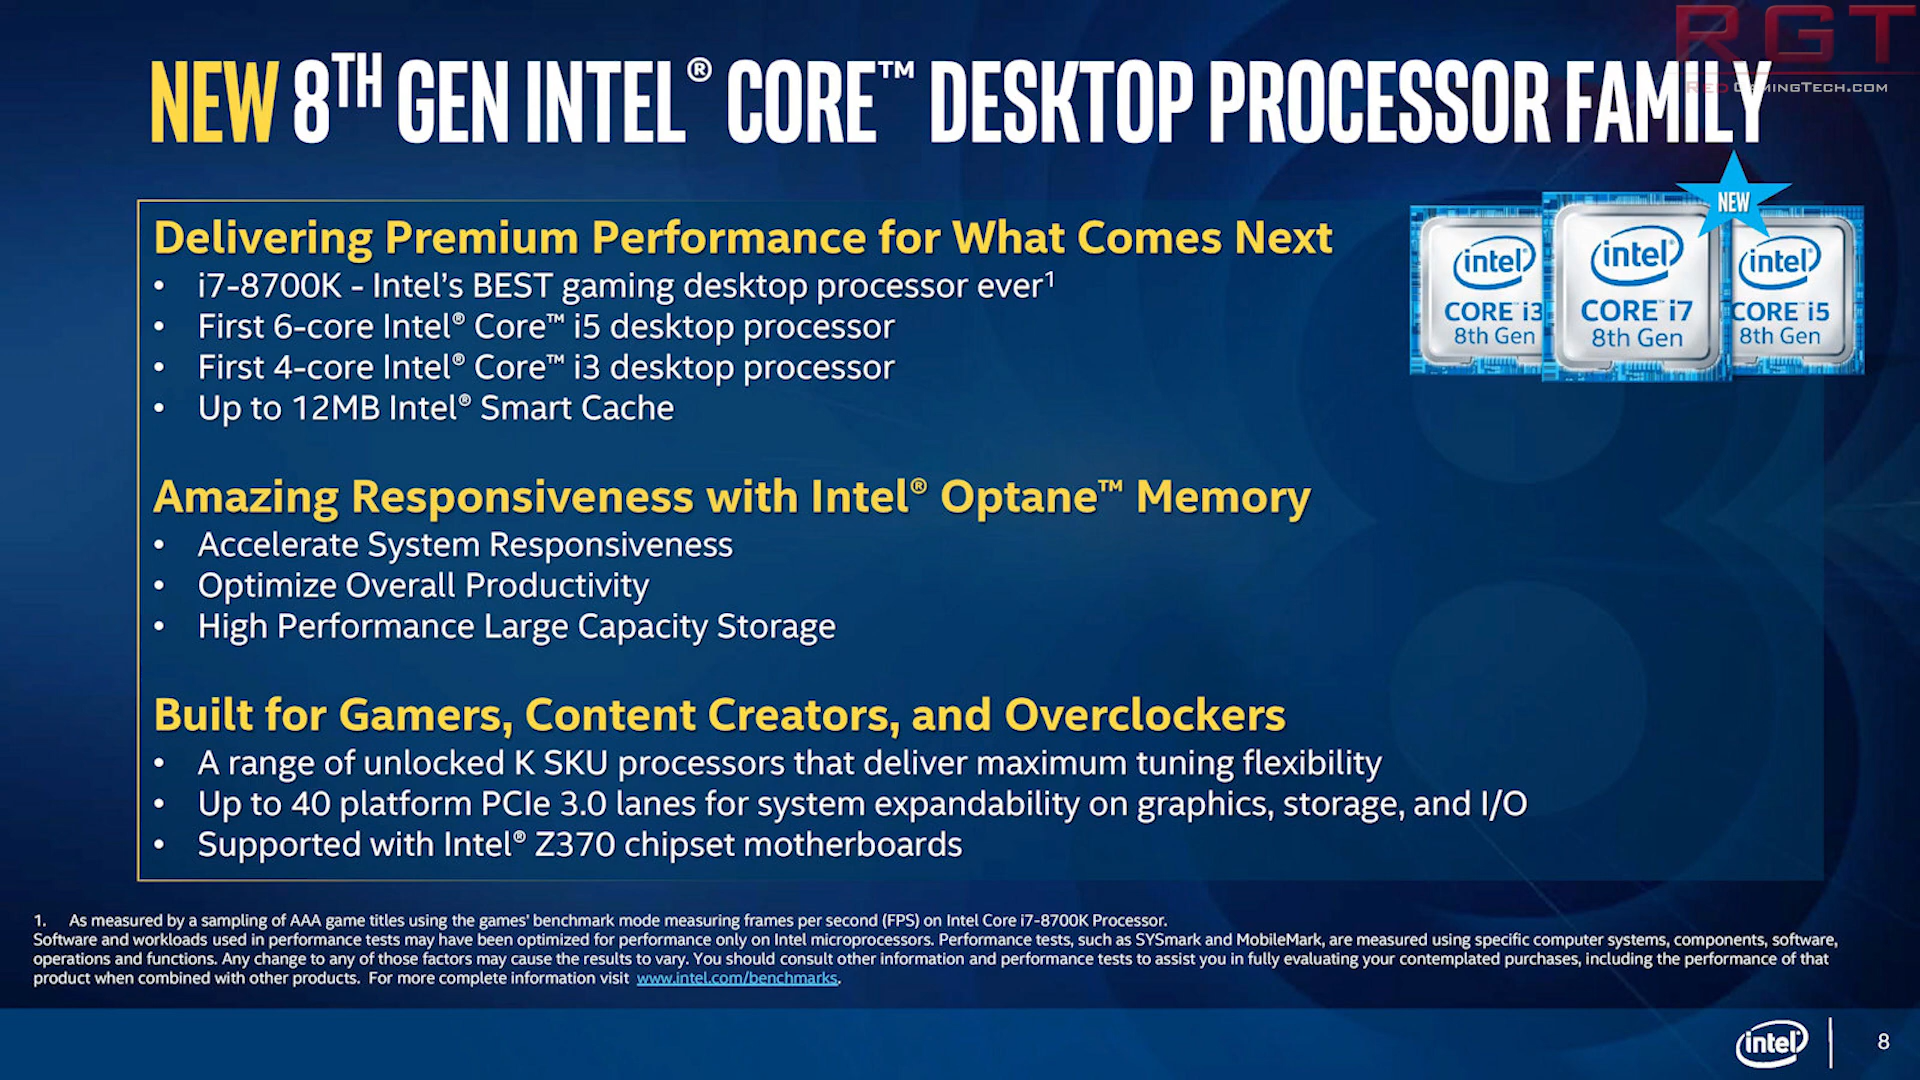 RGT
REDGAMINGTECH.COM
NEW 8TH GEN INTEL® CORE™ DESKTOP PROCESSOR FAMILY
NEW
intel®
CORE™ i3
8th Gen
intel®
CORE™ i7
8th Gen
intel®
CORE™ i5
8th Gen
Delivering Premium Performance for What Comes Next
• i7-8700K - Intel's BEST gaming desktop processor ever1
• First 6-core Intel® Core™ i5 desktop processor
• First 4-core Intel® Core™ i3 desktop processor
• Up to 12MB Intel® Smart Cache
Amazing Responsiveness with Intel® Optane™ Memory
• Accelerate System Responsiveness
• Optimize Overall Productivity
• High Performance Large Capacity Storage
Built for Gamers, Content Creators, and Overclockers
• A range of unlocked K SKU processors that deliver maximum tuning flexibility
• Up to 40 platform PCIe 3.0 lanes for system expandability on graphics, storage, and I/O
• Supported with Intel® Z370 chipset motherboards
1. As measured by a sampling of AAA game titles using the games' benchmark mode measuring frames per second (FPS) on Intel Core i7-8700K Processor.
Software and workloads used in performance tests may have been optimized for performance only on Intel microprocessors. Performance tests, such as SYSmark and MobileMark, are measured using specific computer systems, components, software,
operations and functions. Any change to any of those factors may cause the results to vary. You should consult other information and performance tests to assist you in fully evaluating your contemplated purchases, including the performance of that
product when combined with other products. For more complete information visit www.intel.com/benchmarks.
intel®
8